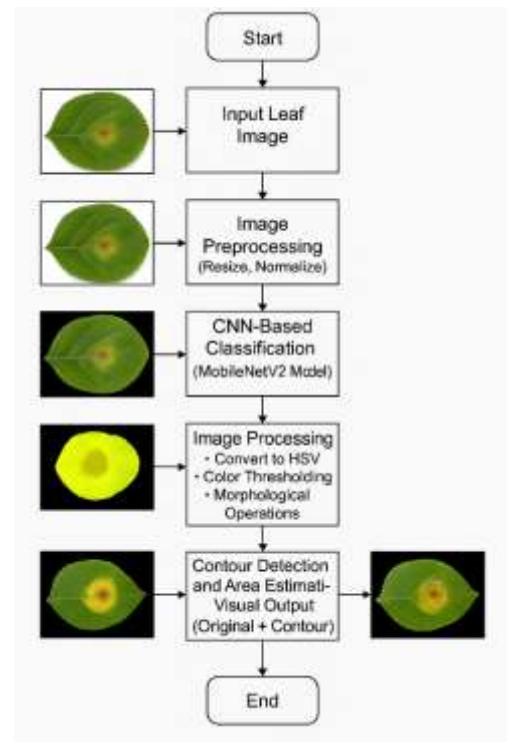 Start
Input Leaf
Image
Image
Preprocessing
(Resize, Normalize)
CNN-Based
Classification
(MobileNetV2 Model)
Image Processing
· Convert to HSV
· Color Thresholding
· Morphological
Operations
Contour Detection
and Area Estimati-
Visual Output
(Original + Contour)
End